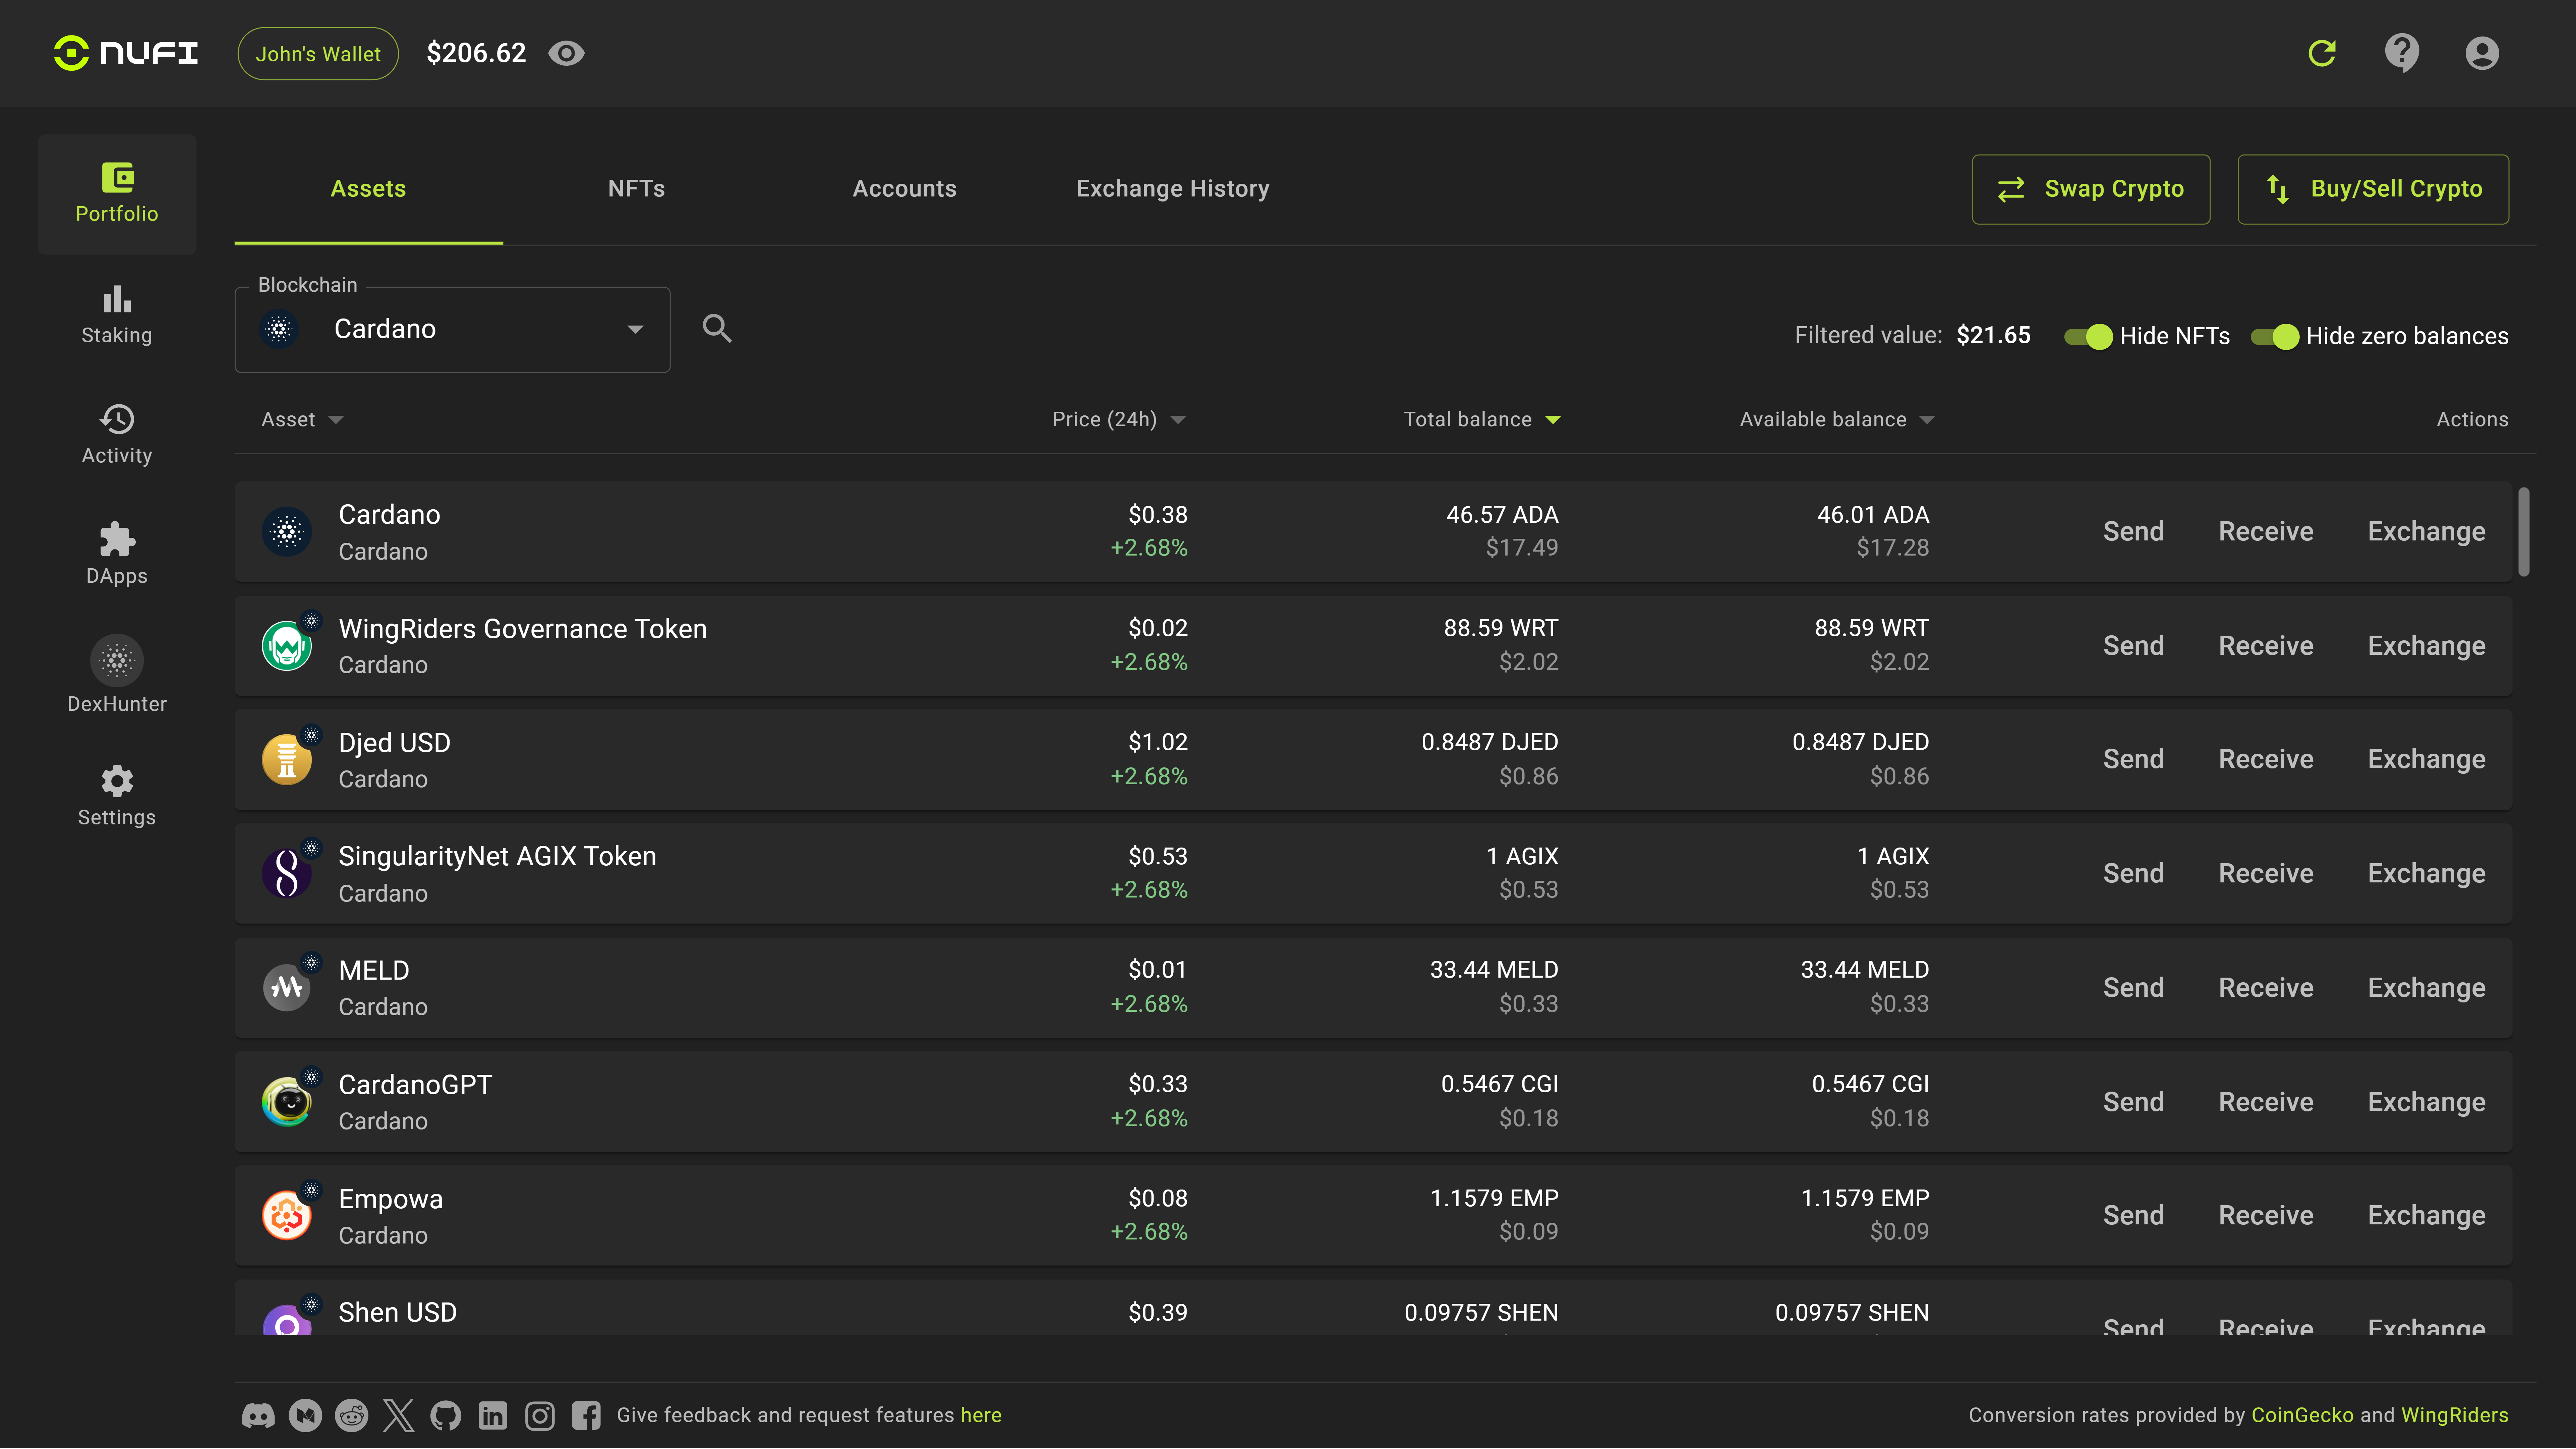 NUFI
John's Wallet
$206.62
Portfolio
Staking
Activity
DApps
DexHunter
Settings
Assets
NFTs
Accounts
Exchange History
Swap Crypto
Buy/Sell Crypto
Blockchain
Cardano
Filtered value: $21.65
Hide NFTs
Hide zero balances
Asset
Price (24h)
Total balance
Available balance
Actions
Cardano
Cardano
$0.38
+2.68%
46.57 ADA
$17.49
46.01 ADA
$17.28
Send
Receive
Exchange
WingRiders Governance Token
Cardano
$0.02
+2.68%
88.59 WRT
$2.02
88.59 WRT
$2.02
Send
Receive
Exchange
Djed USD
Cardano
$1.02
+2.68%
0.8487 DJED
$0.86
0.8487 DJED
$0.86
Send
Receive
Exchange
SingularityNet AGIX Token
Cardano
$0.53
+2.68%
1 AGIX
$0.53
1 AGIX
$0.53
Send
Receive
Exchange
MELD
Cardano
$0.01
+2.68%
33.44 MELD
$0.33
33.44 MELD
$0.33
Send
Receive
Exchange
CardanoGPT
Cardano
$0.33
+2.68%
0.5467 CGI
$0.18
0.5467 CGI
$0.18
Send
Receive
Exchange
Empowa
Cardano
$0.08
+2.68%
1.1579 EMP
$0.09
1.1579 EMP
$0.09
Send
Receive
Exchange
Shen USD
$0.39
0.09757 SHEN
0.09757 SHEN
Send
Receive
Exchange
Give feedback and request features here
Conversion rates provided by CoinGecko and WingRiders